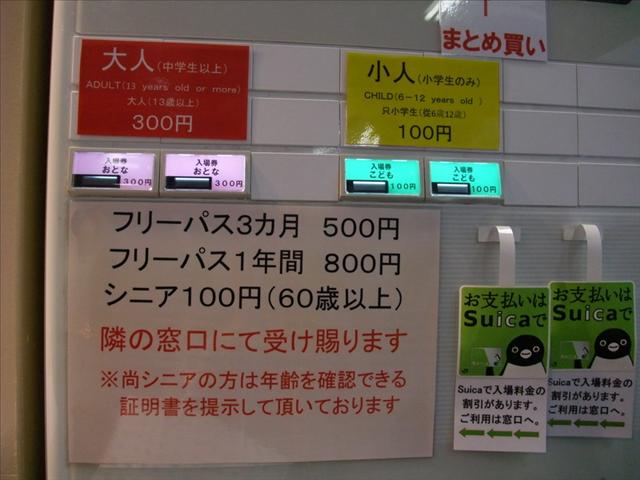 まとめ買い
大人(中学生以上)
ADULT(13 years old or more)
大人(13歳以上)
300円
小人(小学生のみ)
CHILD(6-12 years old )
只小学生(從6歳12歳)
100円
入場券
おとな
300円
入場券
おとな
300円
入場券
こども
100円
入場券
こども
100円
フリーパス3カ月 500円
フリーパス1年間 800円
シニア100円(60歳以上)
隣の窓口にて受け賜ります
※尚シニアの方は年齢を確認できる
証明書を提示して頂いております
お支払いは
Suicaで
Suicaで入場料金の
割引があります。
ご利用は窓口へ。
お支払いは
Suicaで
Suicaで入場料金の
割引があります。
ご利用は窓口へ。